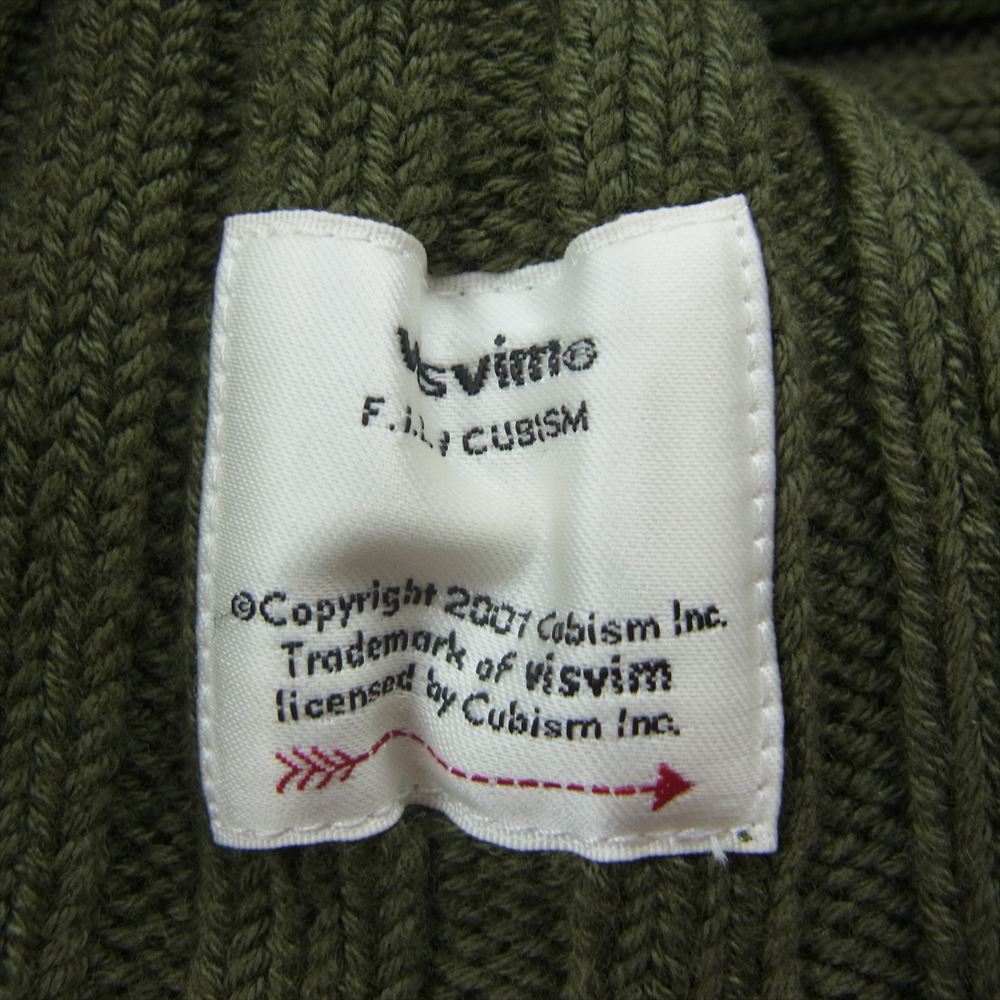 visvim®
F.I.L, CUBISM
©Copyright 2001 Cubism Inc.
Trademark of visvim
licensed by Cubism Inc.